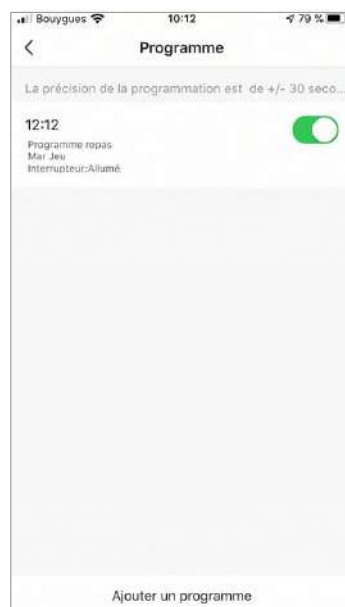 Bouygues 10:12 79 %
Programme
La précision de la programmation est de +/- 30 seco...
12:12
Programme repas
Mar Jeu
Interrupteur:Allumé
Ajouter un programme